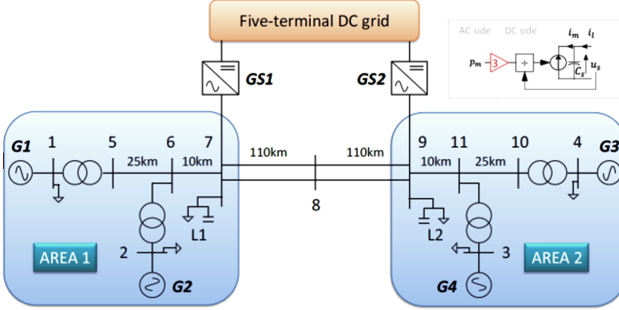 Five-terminal DC grid
AC side DC side
i_m i_l
p_m 3 ÷ C_s u_s
GS1 GS2
G1 1 5 6 7 110km 110km 9 11 10 4 G3
25km 10km 10km 25km
8
L1 L2
AREA 1 2 3 AREA 2
G2 G4